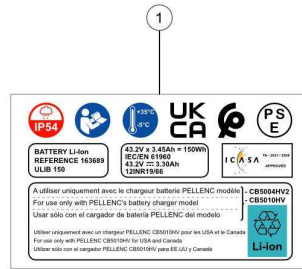 1
IP54
+35°C
-5°C
UK
CA
PS
E
BATTERY Li-Ion
REFERENCE 163689
ULIB 150
43.2V x 3.45Ah = 150Wh
IEC/EN 61960
43.2V ⎓ 3.30Ah
12INR19/66
ICASA
TA - 2021 / 2569
APPROVED
A utiliser uniquement avec le chargeur batterie PELLENC modèle
For use only with PELLENC's battery charger model
Usar sólo con el cargador de batería PELLENC del modelo
- CB5004HV2
- CB5010HV
Utiliser uniquement avec un chargeur PELLENC CB5010HV pour les USA et le Canada
For use only with PELLENC CB5010HV for USA and Canada
Utilizar sólo con el cargador PELLENC CB5010HV para EE.UU y Canadá
Li-ion